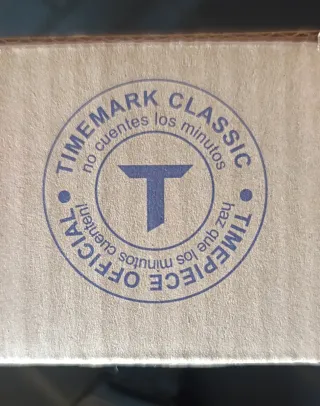 TIMEMARK CLASSIC
no cuentes los minutos
T
haz que los minutos cuenten!
TIMEPIECE OFFICIAL